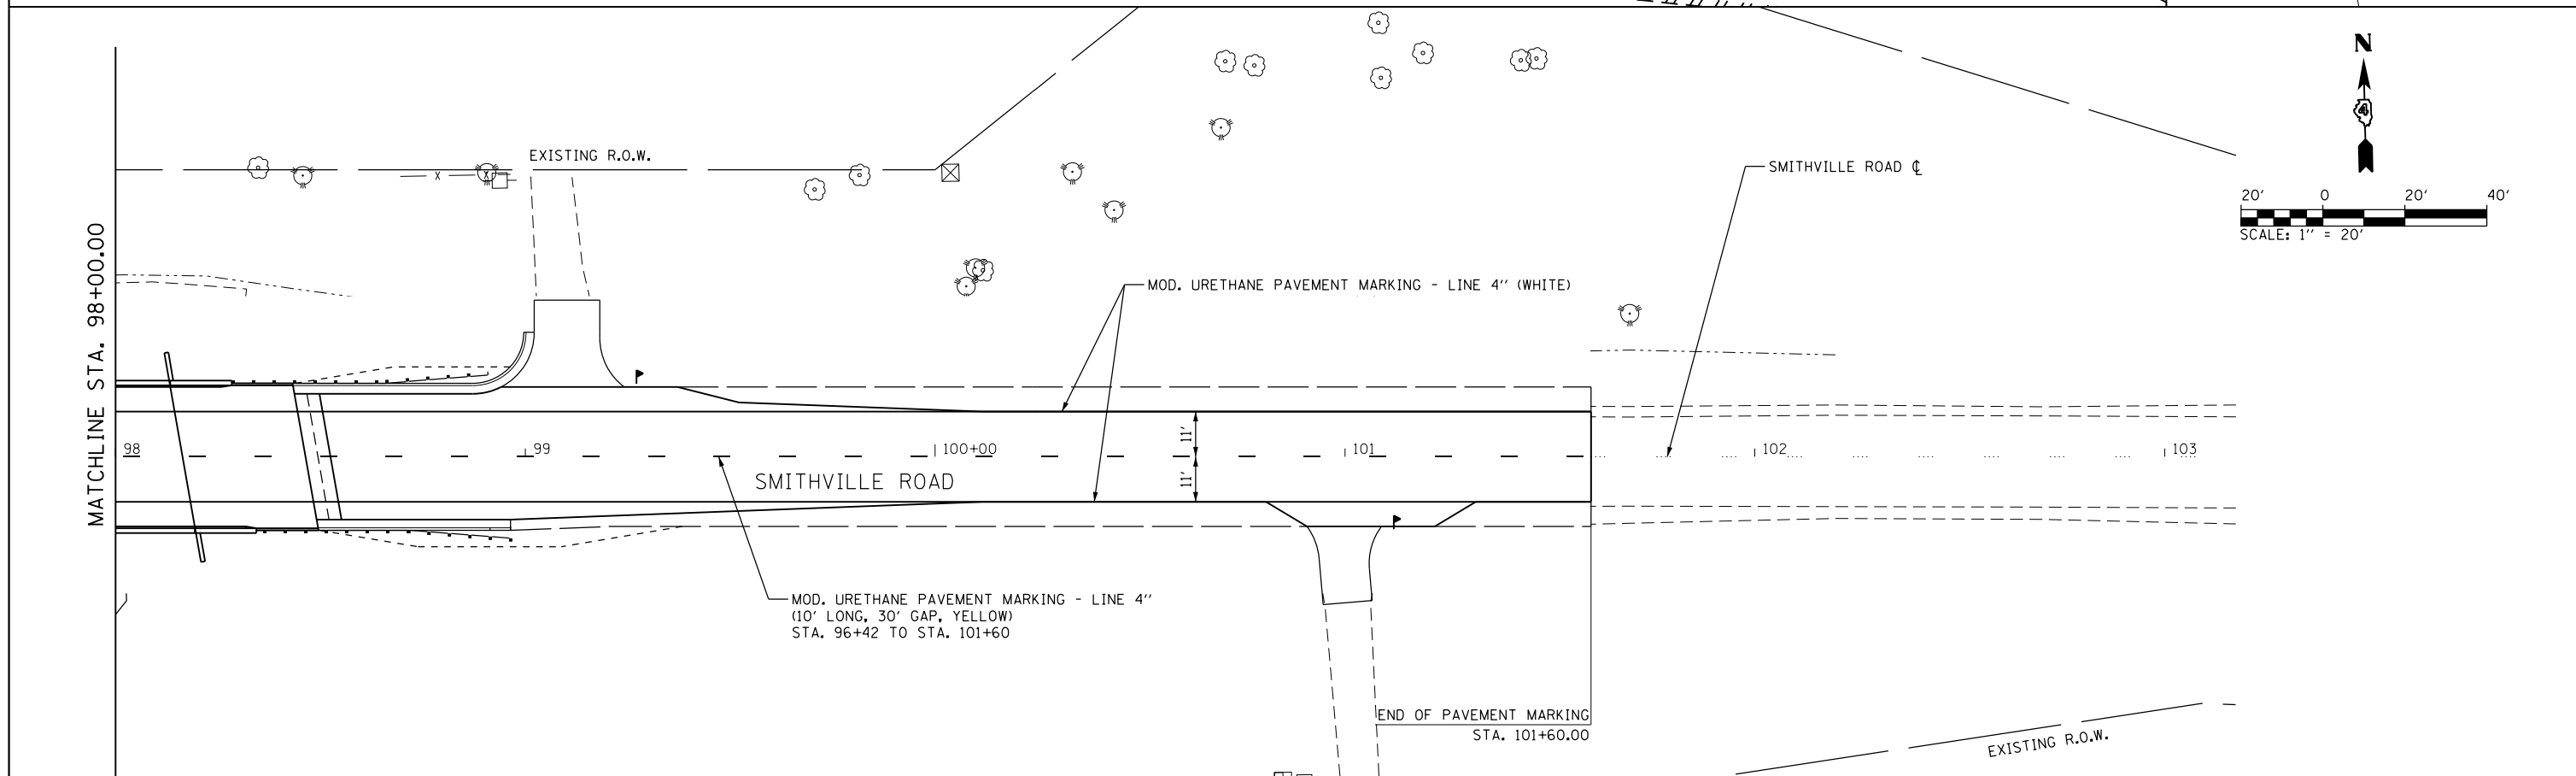 N
4
EXISTING R.O.W.
SMITHVILLE ROAD ℄
20' 0 20' 40'
SCALE: 1'' = 20'
MATCHLINE STA. 98+00.00
MOD. URETHANE PAVEMENT MARKING - LINE 4'' (WHITE)
X X
98 99 100+00 101 102 103
11'
11'
SMITHVILLE ROAD
MOD. URETHANE PAVEMENT MARKING - LINE 4''
(10' LONG, 30' GAP, YELLOW)
STA. 96+42 TO STA. 101+60
END OF PAVEMENT MARKING
STA. 101+60.00
EXISTING R.O.W.